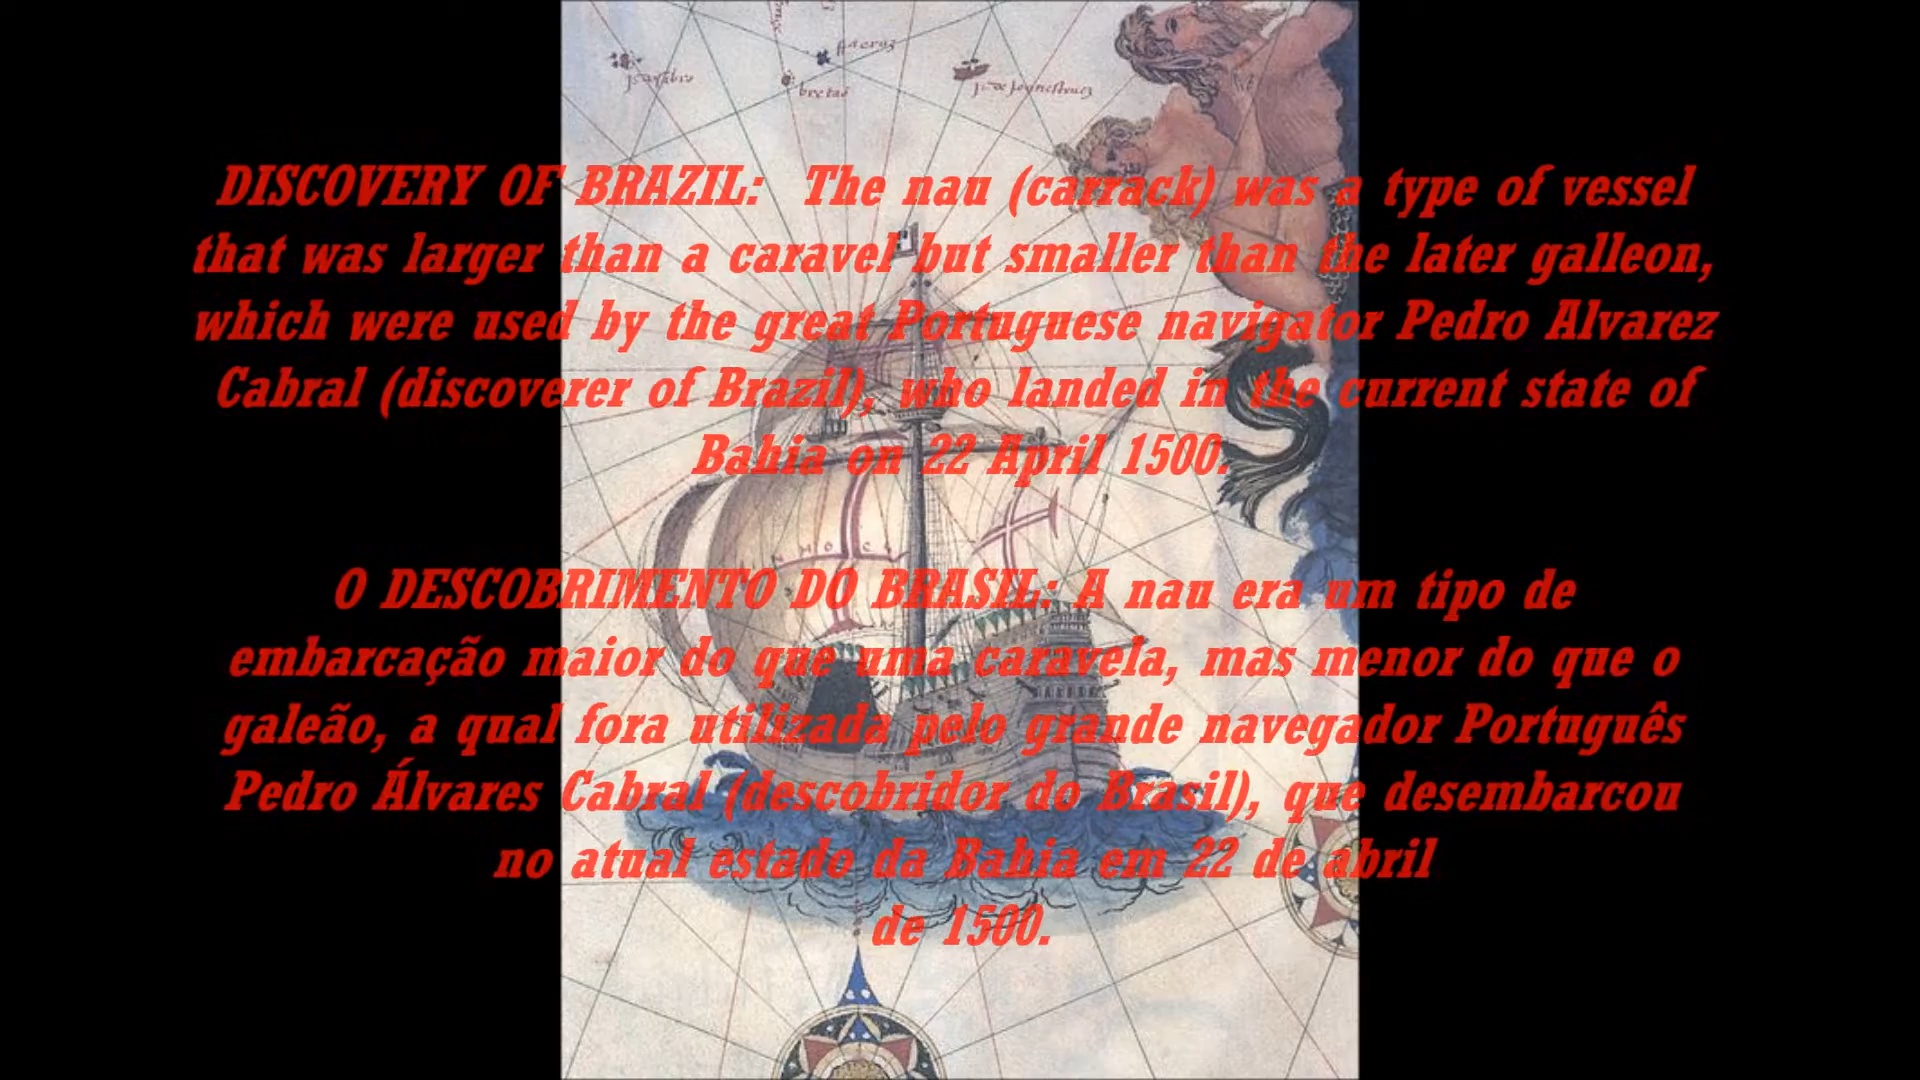 sta cruz
bretas
DISCOVERY OF BRAZIL:  The nau (carrack) was a type of vessel
that was larger than a caravel but smaller than the later galleon,
which were used by the great Portuguese navigator Pedro Alvarez
Cabral (discoverer of Brazil), who landed in the current state of
Bahia on 22 April 1500.
O DESCOBRIMENTO DO BRASIL: A nau era um tipo de
embarcação maior do que uma caravela, mas menor do que o
galeão, a qual fora utilizada pelo grande navegador Português
Pedro Álvares Cabral (descobridor do Brasil), que desembarcou
no atual estado da Bahia em 22 de abril
de 1500.